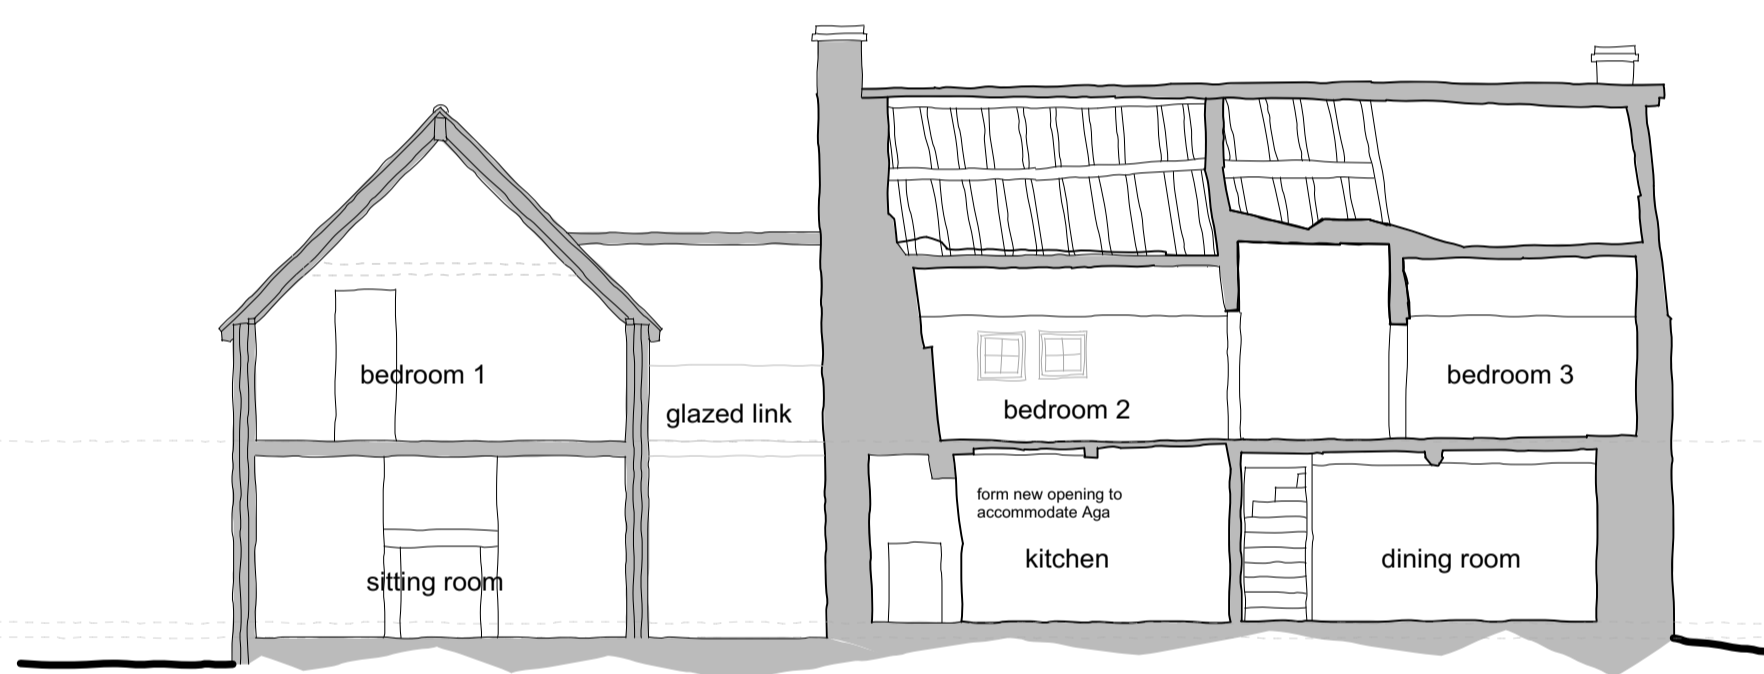 bedroom 1
glazed link
bedroom 2
bedroom 3
form new opening to
accommodate Aga
kitchen
dining room
sitting room